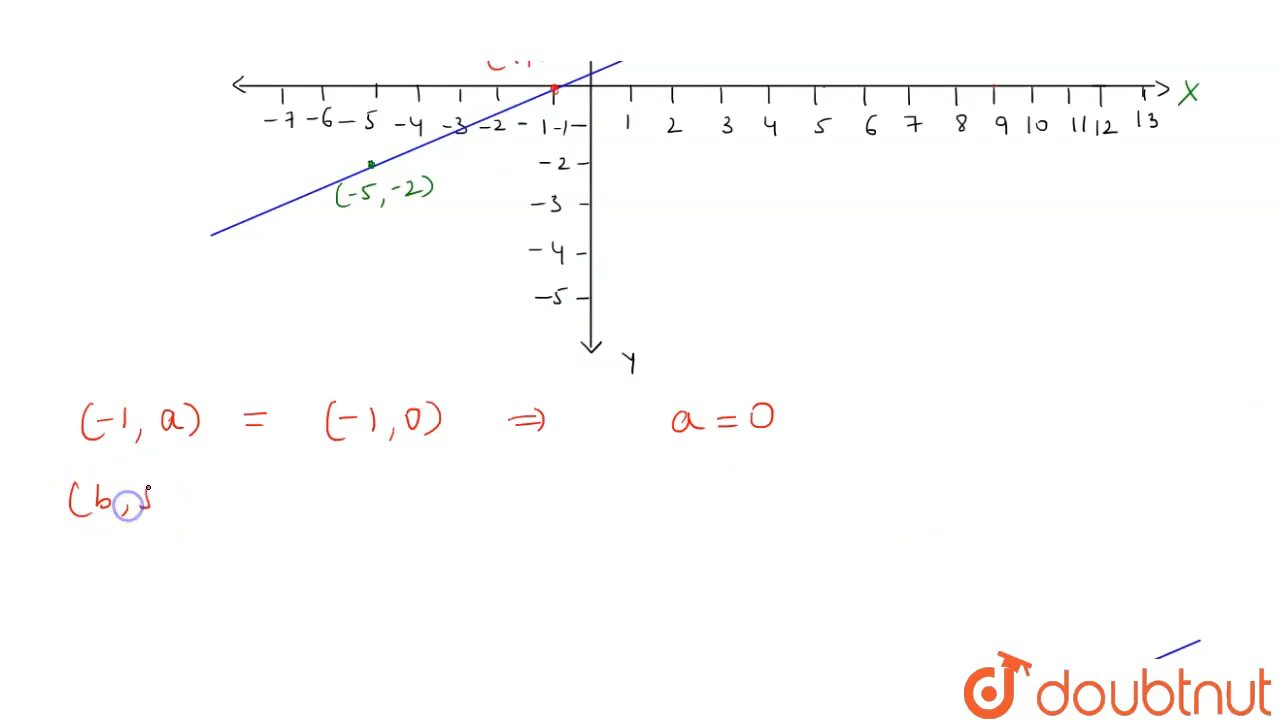 X
-7 -6 -5 -4 -3 -2 -1 -1 1 2 3 4 5 6 7 8 9 10 11 12 13
-2
(-5, -2)
-3
-4
-5
Y
(-1, a) = (-1, 0) ⇒ a = 0
(b,
doubtnut